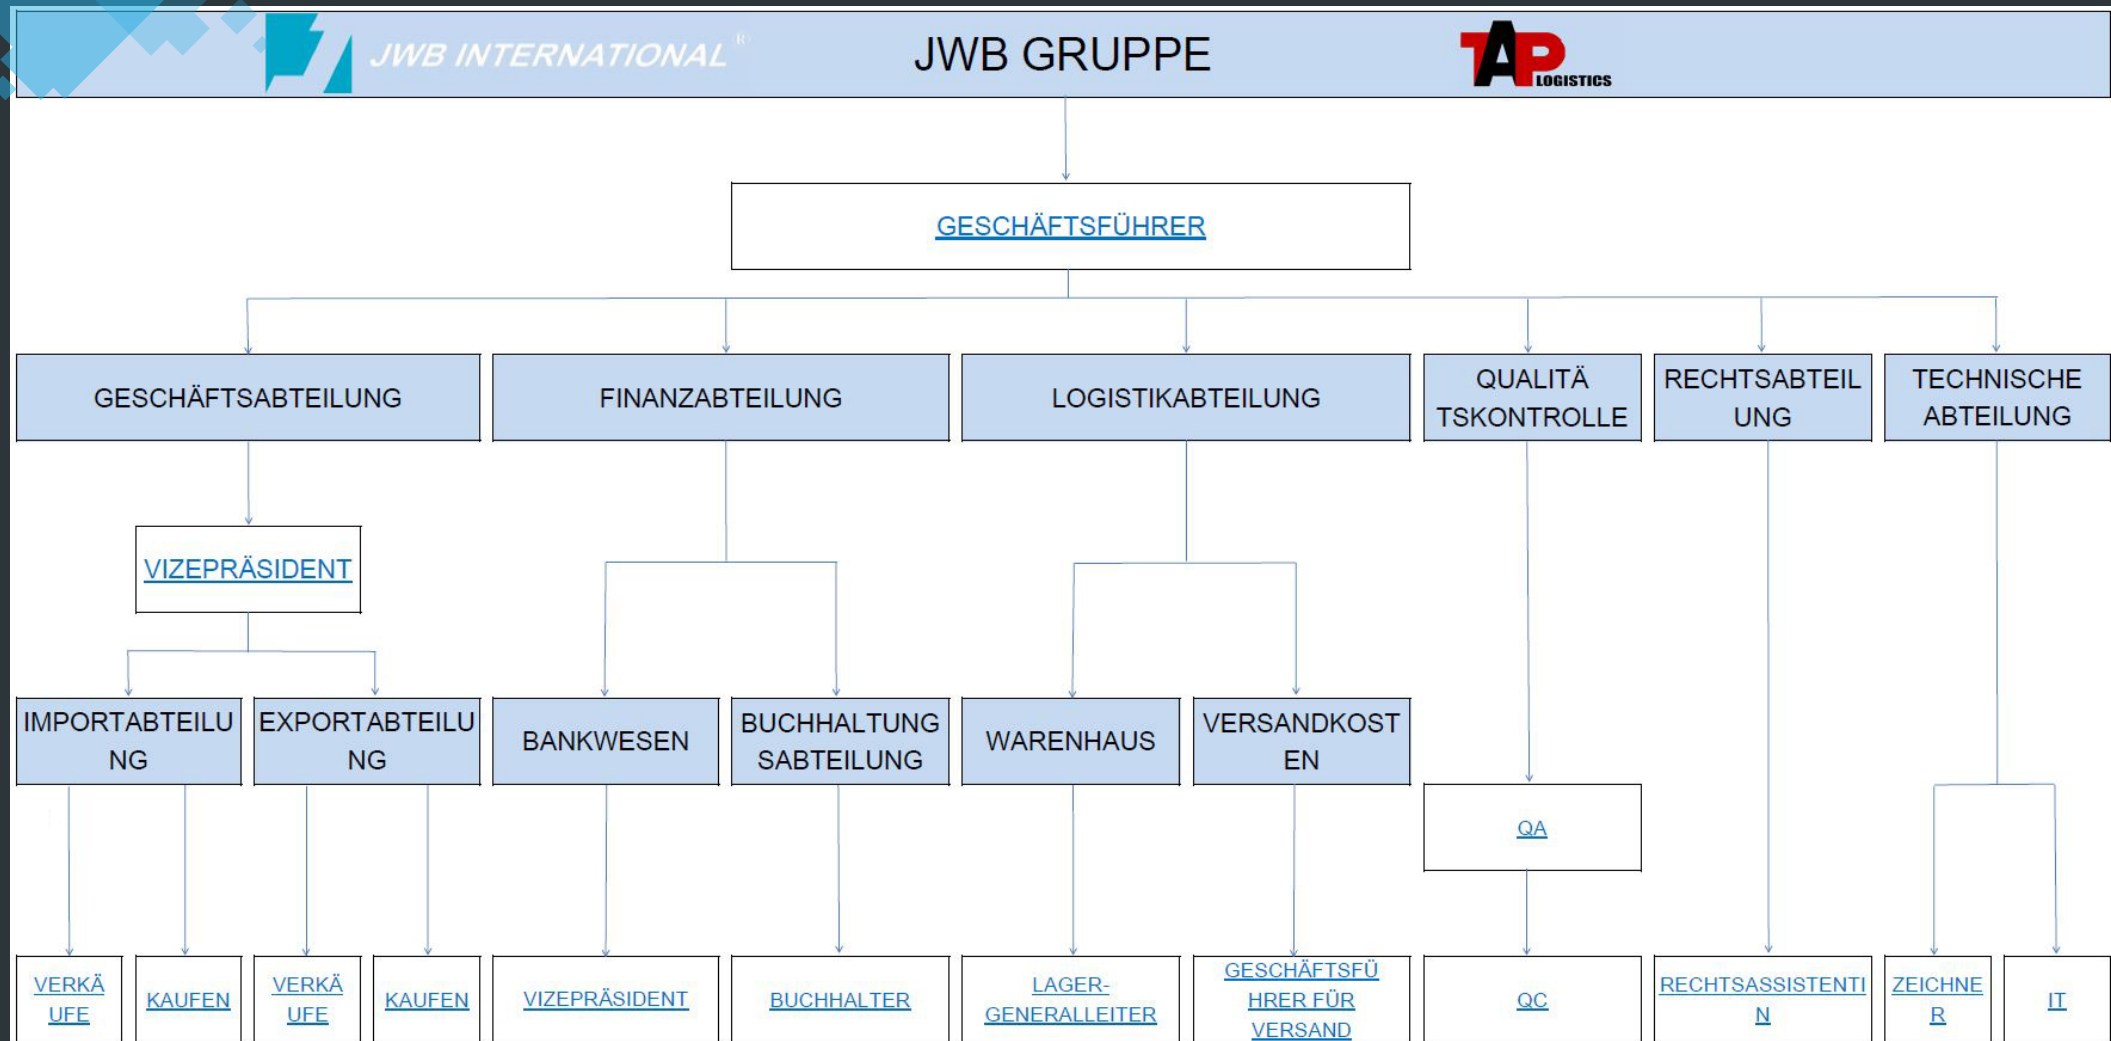 JWB INTERNATIONAL ®
JWB GRUPPE
TAP
LOGISTICS
GESCHÄFTSFÜHRER
GESCHÄFTSABTEILUNG
FINANZABTEILUNG
LOGISTIKABTEILUNG
QUALITÄ
TSKONTROLLE
RECHTSABTEIL
UNG
TECHNISCHE
ABTEILUNG
VIZEPRÄSIDENT
IMPORTABTEILU
NG
EXPORTABTEILU
NG
BANKWESEN
BUCHHALTUNG
SABTEILUNG
WARENHAUS
VERSANDKOST
EN
QA
VERKÄ
UFE
KAUFEN
VERKÄ
UFE
KAUFEN
VIZEPRÄSIDENT
BUCHHALTER
LAGER-
GENERALLEITER
GESCHÄFTSFÜ
HRER FÜR
VERSAND
QC
RECHTSASSISTENTI
N
ZEICHNE
R
IT